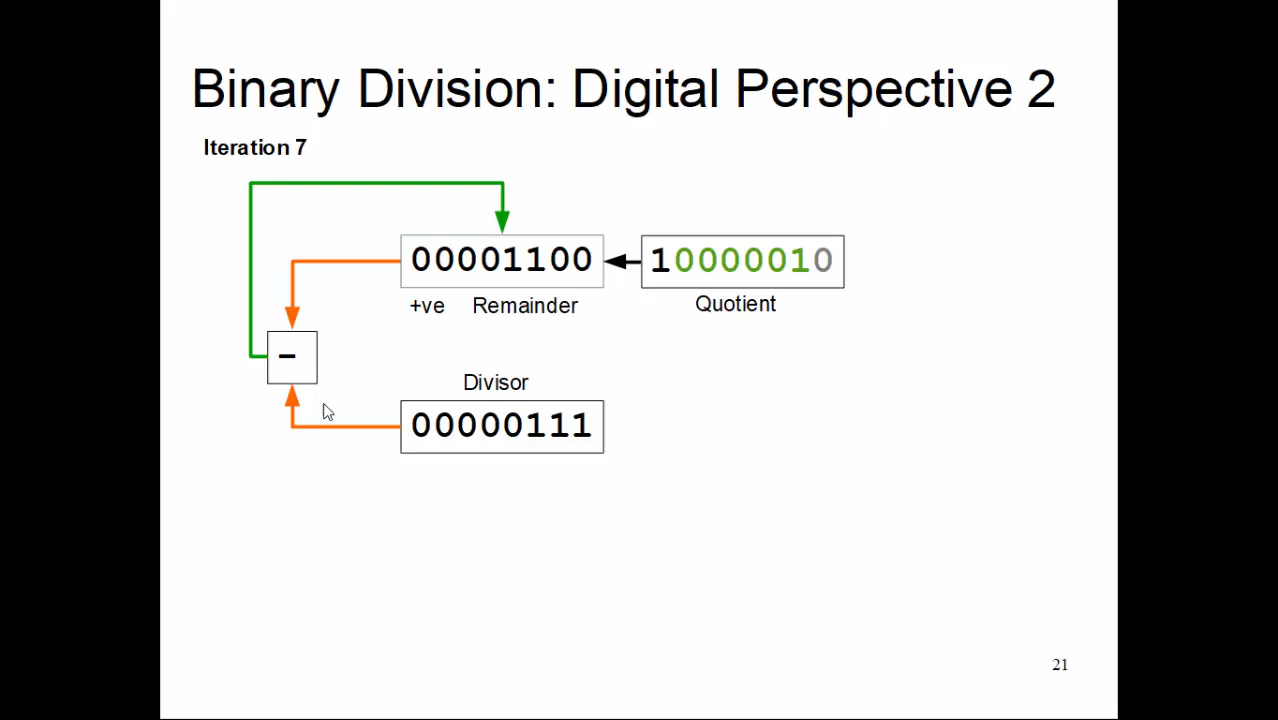 Binary Division: Digital Perspective 2
Iteration 7
00001100 10000010
+ve Remainder Quotient
–
Divisor
00000111
21